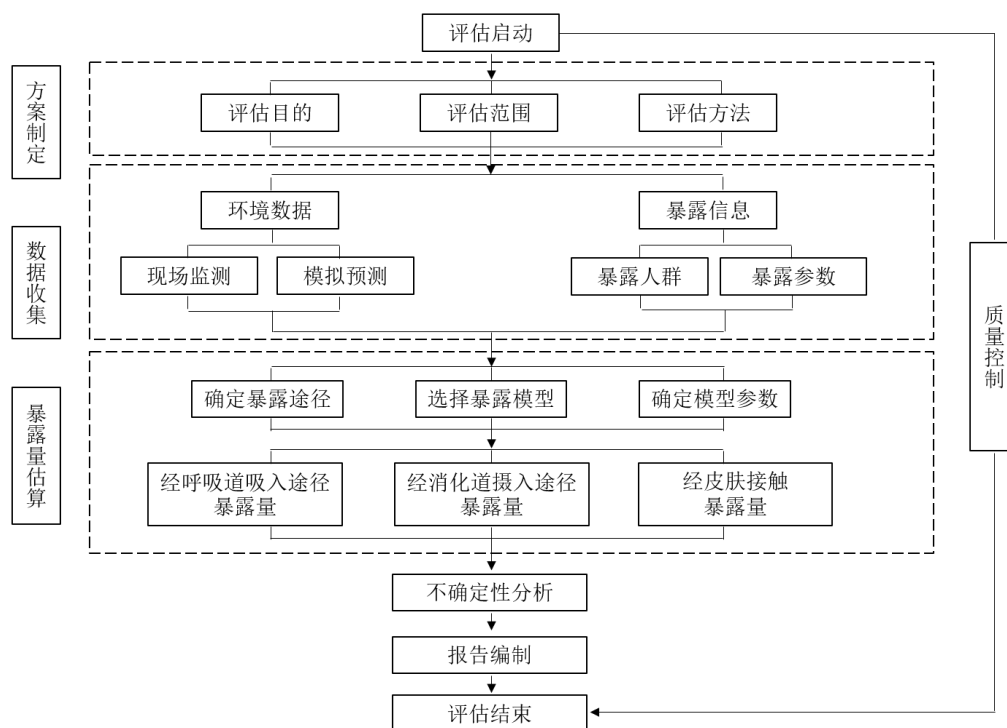 评估启动
方案制定
评估目的
评估范围
评估方法
数据收集
环境数据
暴露信息
现场监测
模拟预测
暴露人群
暴露参数
质量控制
暴露量估算
确定暴露途径
选择暴露模型
确定模型参数
经呼吸道吸入途径
暴露量
经消化道摄入途径
暴露量
经皮肤接触
暴露量
不确定性分析
报告编制
评估结束